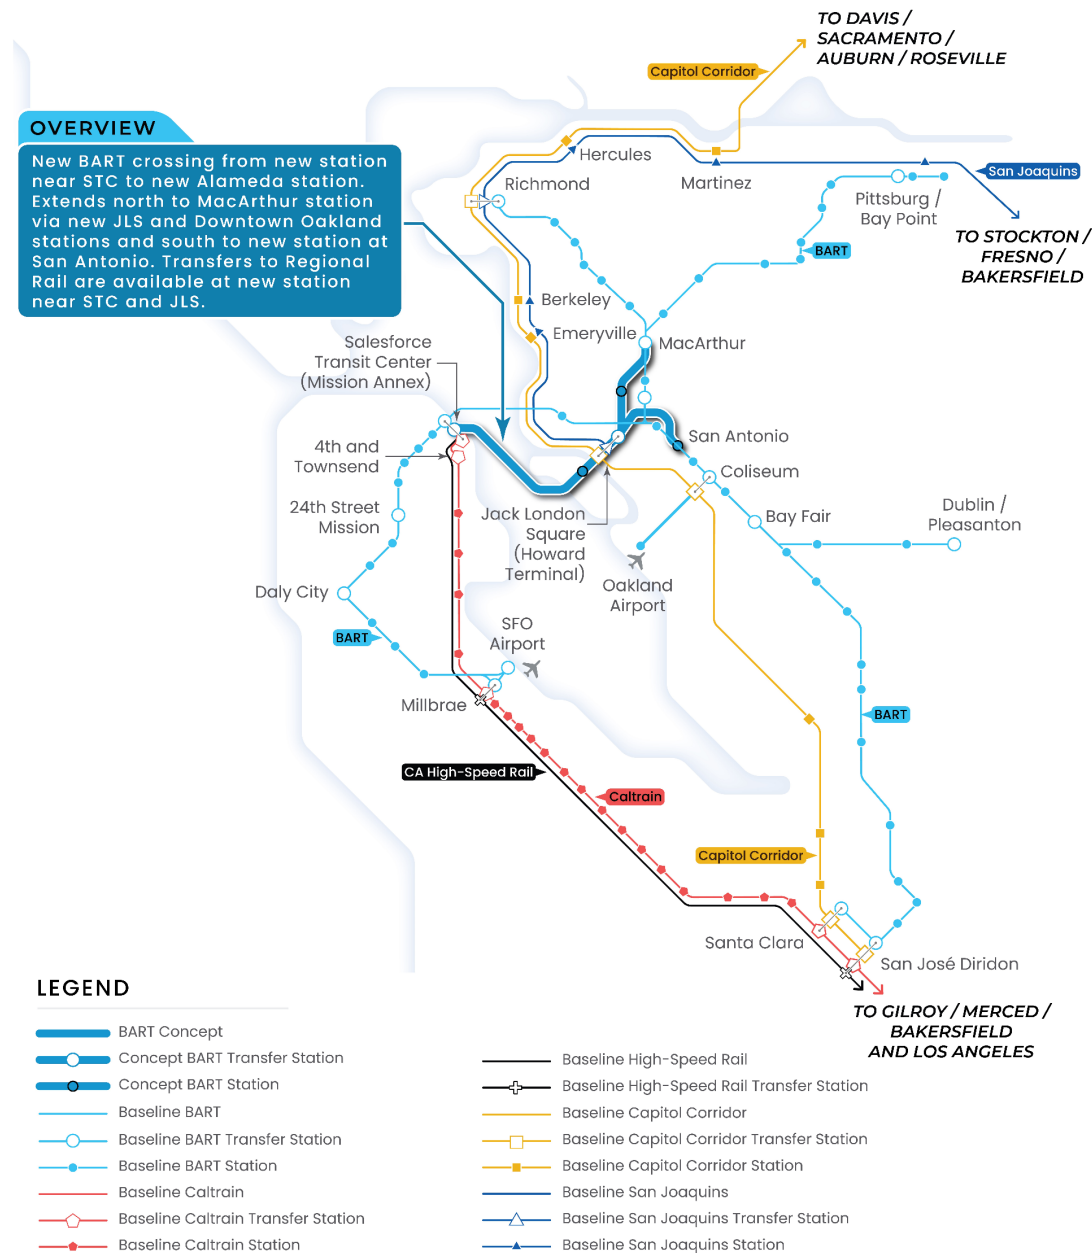 TO DAVIS /
SACRAMENTO /
AUBURN / ROSEVILLE
Capitol Corridor
OVERVIEW
New BART crossing from new station
near STC to new Alameda station.
Extends north to MacArthur station
via new JLS and Downtown Oakland
stations and south to new station at
San Antonio. Transfers to Regional
Rail are available at new station
near STC and JLS.
Hercules
Richmond
Martinez
San Joaquins
Pittsburg /
Bay Point
BART
TO STOCKTON /
FRESNO /
BAKERSFIELD
Berkeley
Emeryville
MacArthur
Salesforce
Transit Center
(Mission Annex)
4th and
Townsend
San Antonio
Coliseum
24th Street
Mission
Jack London
Square
(Howard
Terminal)
Bay Fair
Dublin /
Pleasanton
Oakland
Airport
Daly City
BART
SFO
Airport
Millbrae
BART
CA High-Speed Rail
Caltrain
Capitol Corridor
Santa Clara
San José Diridon
TO GILROY / MERCED /
BAKERSFIELD
AND LOS ANGELES
LEGEND
BART Concept
Concept BART Transfer Station
Concept BART Station
Baseline BART
Baseline BART Transfer Station
Baseline BART Station
Baseline Caltrain
Baseline Caltrain Transfer Station
Baseline Caltrain Station
Baseline High-Speed Rail
Baseline High-Speed Rail Transfer Station
Baseline Capitol Corridor
Baseline Capitol Corridor Transfer Station
Baseline Capitol Corridor Station
Baseline San Joaquins
Baseline San Joaquins Transfer Station
Baseline San Joaquins Station